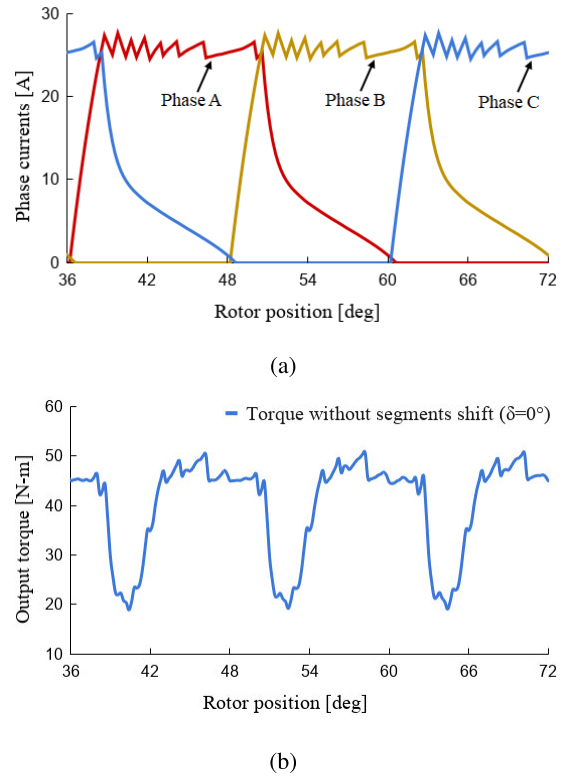 30
20
10
0
Phase currents [A]
Phase A
Phase B
Phase C
36 42 48 54 60 66 72
Rotor position [deg]
(a)
60
50
40
30
20
10
Output torque [N-m]
Torque without segments shift (δ=0°)
36 42 48 54 60 66 72
Rotor position [deg]
(b)